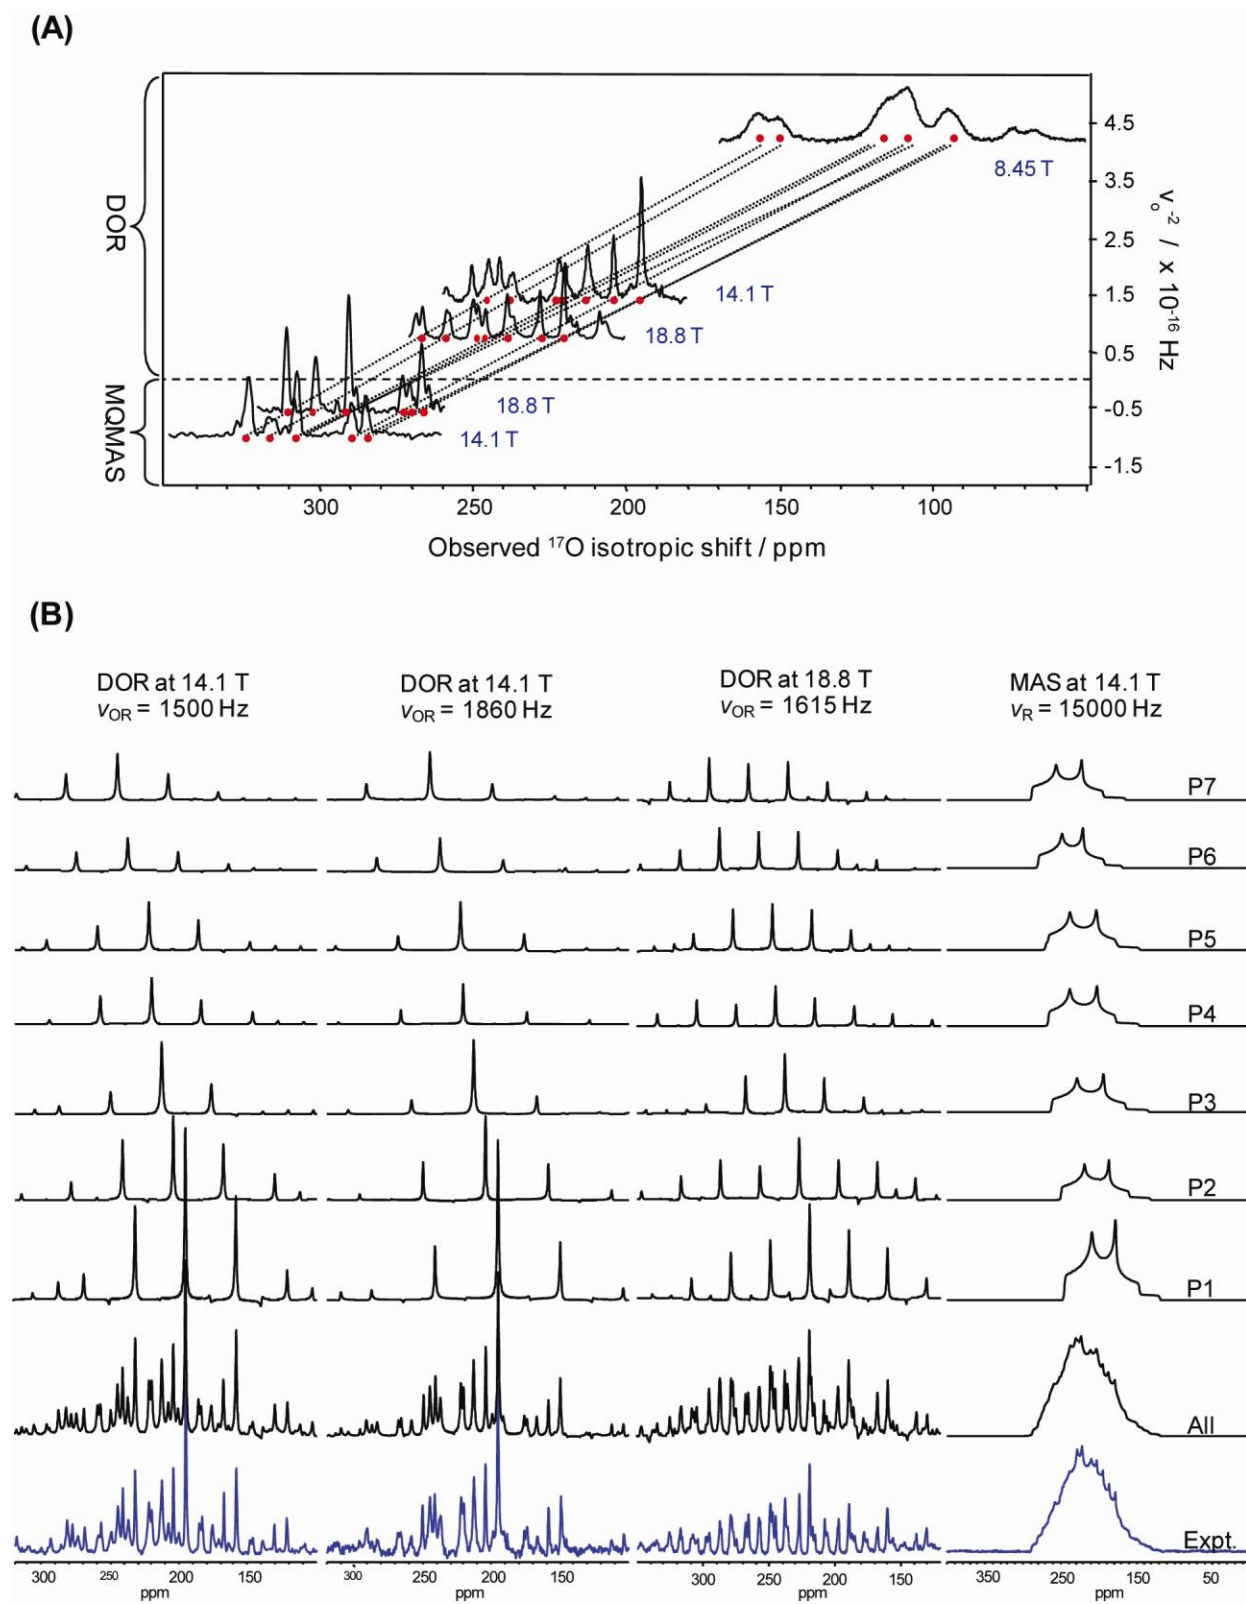 (A)
DOR
MQMAS
8.45 T
14.1 T
18.8 T
18.8 T
14.1 T
4.5
3.5
2.5
1.5
0.5
-0.5
-1.5
νo-2 / x 10-16 Hz
300 250 200 150 100
Observed 17O isotropic shift / ppm
(B)
DOR at 14.1 T
νOR = 1500 Hz
DOR at 14.1 T
νOR = 1860 Hz
DOR at 18.8 T
νOR = 1615 Hz
MAS at 14.1 T
νR = 15000 Hz
P7
P6
P5
P4
P3
P2
P1
All
Expt.
300 200
ppm ppm
300 200
ppm ppm
300 250 200 150
ppm ppm
350 250 150 50
ppm ppm